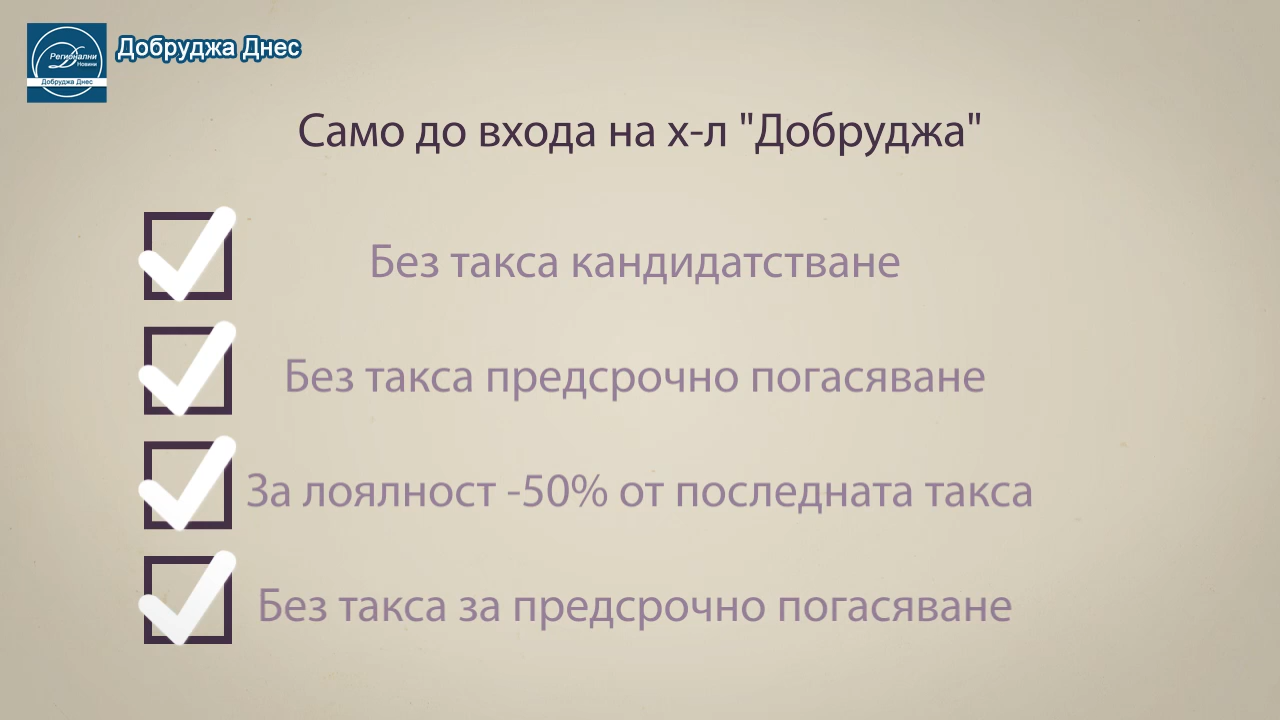 Добруджа Днес
Регионални
Новини
Добруджа Днес
Само до входа на х-л "Добруджа"
Без такса кандидатстване
Без такса предсрочно погасяване
За лоялност -50% от последната такса
Без такса за предсрочно погасяване